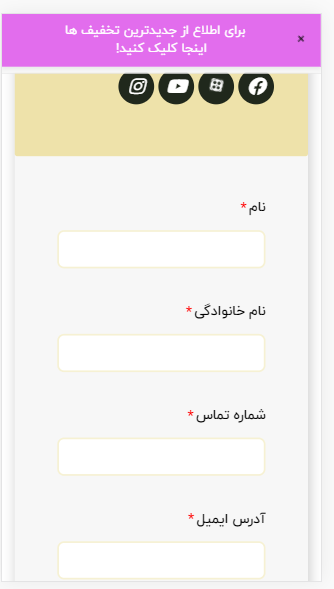 برای اطلاع از جدیدترین تخفیف ها
اینجا کلیک کنید!
×
نام *
نام خانوادگی *
شماره تماس *
آدرس ایمیل *